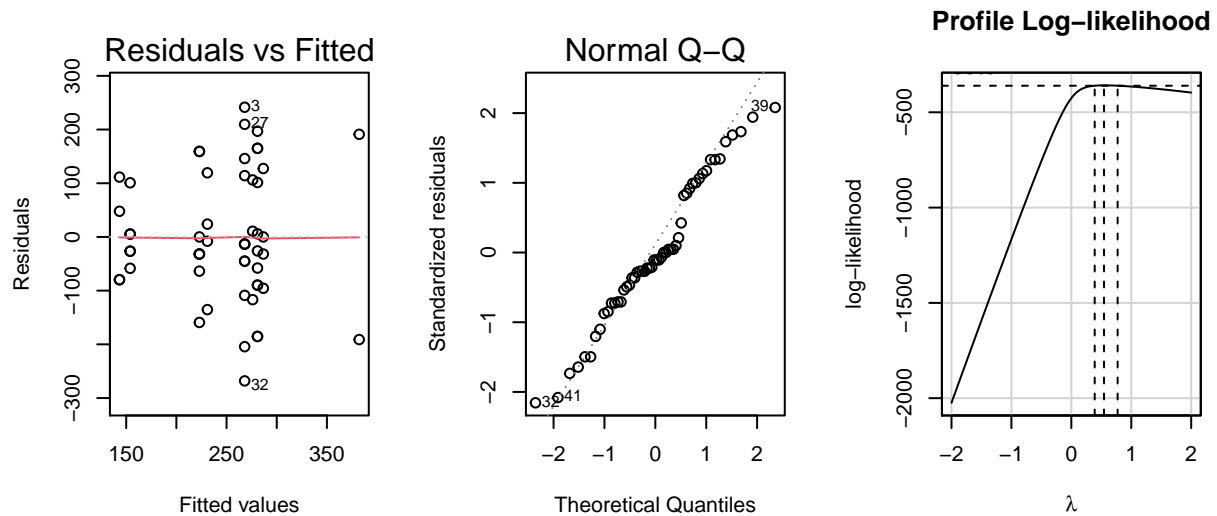 Residuals vs Fitted
300
200
100
0
−100
−300
Residuals
3
27
32
150
250
350
Fitted values
Normal Q−Q
2
1
0
−1
−2
Standardized residuals
39
32
41
−2 −1 0 1 2
Theoretical Quantiles
Profile Log−likelihood
−500
−1000
−1500
−2000
log−likelihood
−2 −1 0 1 2
λ